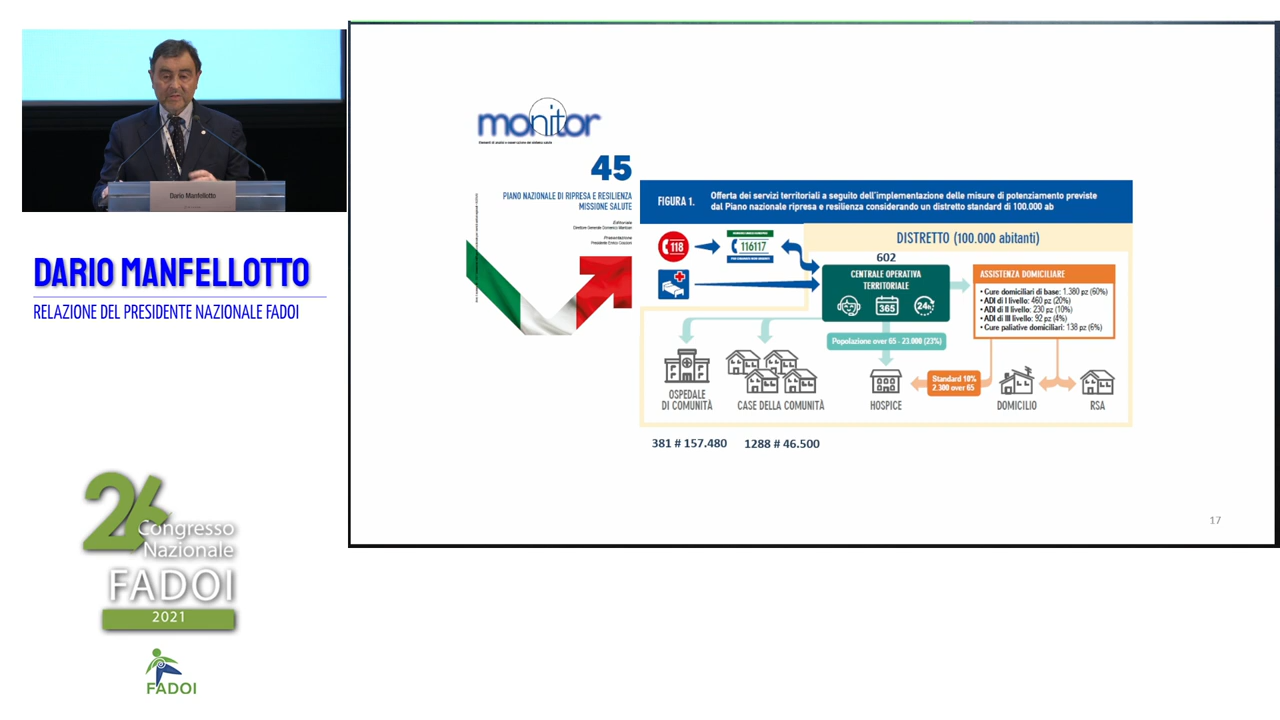 Dario Manfellotto
DARIO MANFELLOTTO
RELAZIONE DEL PRESIDENTE NAZIONALE FADOI
26
Congresso
Nazionale
FADOI
2021
FADOI
monitor
45
PIANO NAZIONALE DI RIPRESA E RESILIENZA
MISSIONE SALUTE
Editoriale
Presentazione
FIGURA 1.
Offerta dei servizi territoriali a seguito dell'implementazione delle misure di potenziamento previste
dal Piano nazionale ripresa e resilienza considerando un distretto standard di 100.000 ab
DISTRETTO (100.000 abitanti)
118
116117
602
CENTRALE OPERATIVA
TERRITORIALE
365
24h
ASSISTENZA DOMICILIARE
• Cure domiciliari di base: 1.380 pz (60%)
• ADI di I livello: 460 pz (20%)
• ADI di II livello: 230 pz (10%)
• ADI di III livello: 92 pz (4%)
• Cure paliative domiciliari: 138 pz (6%)
Popolazione over 65 - 23.000 (23%)
Standard 10%
2.300 over 65
OSPEDALE
DI COMUNITÀ
CASE DELLA COMUNITÀ
HOSPICE
DOMICILIO
RSA
381 # 157.480
1288 # 46.500
17